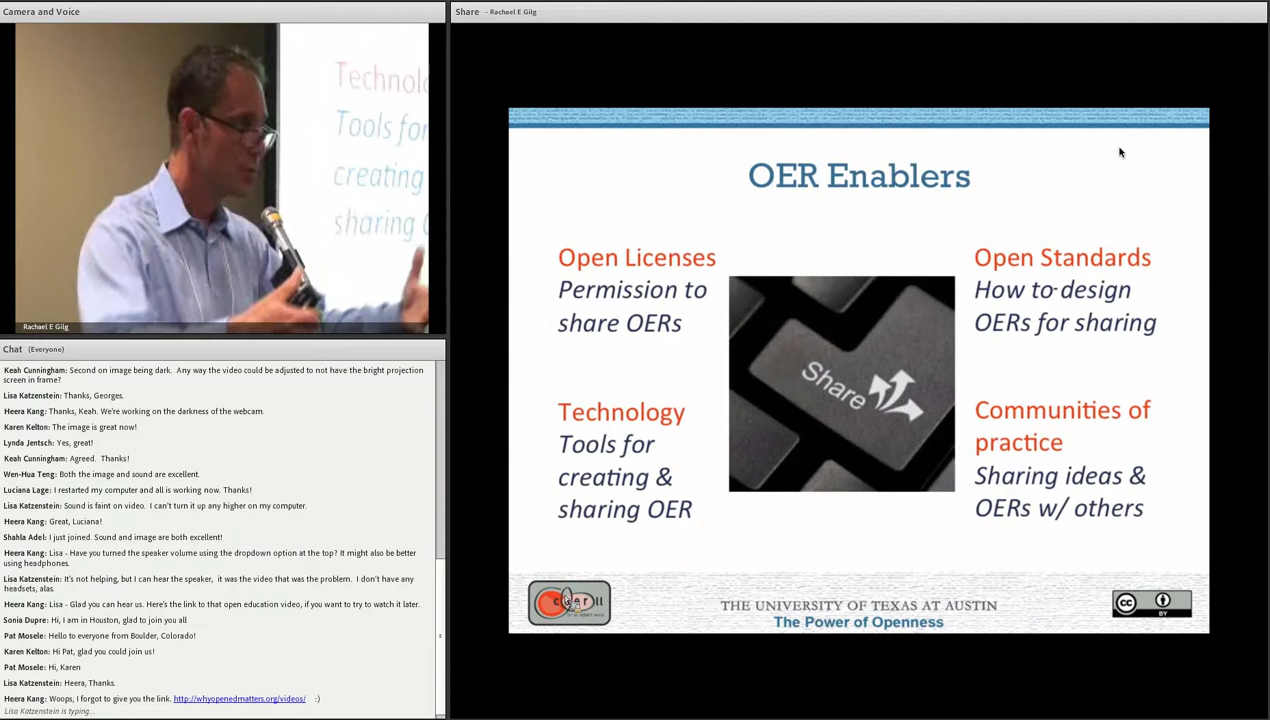 Camera and Voice
Technol
Tools for
creating
sharing
Rachael E Gilg
Chat (Everyone)
Keah Cunningham: Second on image being dark. Any way the video could be adjusted to not have the bright projection
screen in frame?
Lisa Katzenstein: Thanks, Georges.
Heera Kang: Thanks, Keah. We're working on the darkness of the webcam.
Karen Kelton: The image is great now!
Lynda Jentsch: Yes, great!
Keah Cunningham: Agreed. Thanks!
Wen-Hua Teng: Both the image and sound are excellent.
Luciana Lage: I restarted my computer and all is working now. Thanks!
Lisa Katzenstein: Sound is faint on video. I can't turn it up any higher on my computer.
Heera Kang: Great, Luciana!
Shahla Adel: I just joined. Sound and image are both excellent!
Heera Kang: Lisa - Have you turned the speaker volume using the dropdown option at the top? It might also be better
using headphones.
Lisa Katzenstein: It's not helping, but I can hear the speaker, it was the video that was the problem. I don't have any
headsets, alas.
Heera Kang: Lisa - Glad you can hear us. Here's the link to that open education video, if you want to try to watch it later.
Sonia Dupre: Hi, I am in Houston, glad to join you all
Pat Mosele: Hello to everyone from Boulder, Colorado!
Karen Kelton: Hi Pat, glad you could join us!
Pat Mosele: Hi, Karen
Lisa Katzenstein: Heera, Thanks.
Heera Kang: Woops, I forgot to give you the link. http://whyopenedmatters.org/videos/ :)
Lisa Katzenstein is typing...
Share - Rachael E Gilg
OER Enablers
Open Licenses
Permission to
share OERs
Technology
Tools for
creating &
sharing OER
Share
Open Standards
How to design
OERs for sharing
Communities of
practice
Sharing ideas &
OERs w/ others
THE UNIVERSITY OF TEXAS AT AUSTIN
The Power of Openness
cc
BY